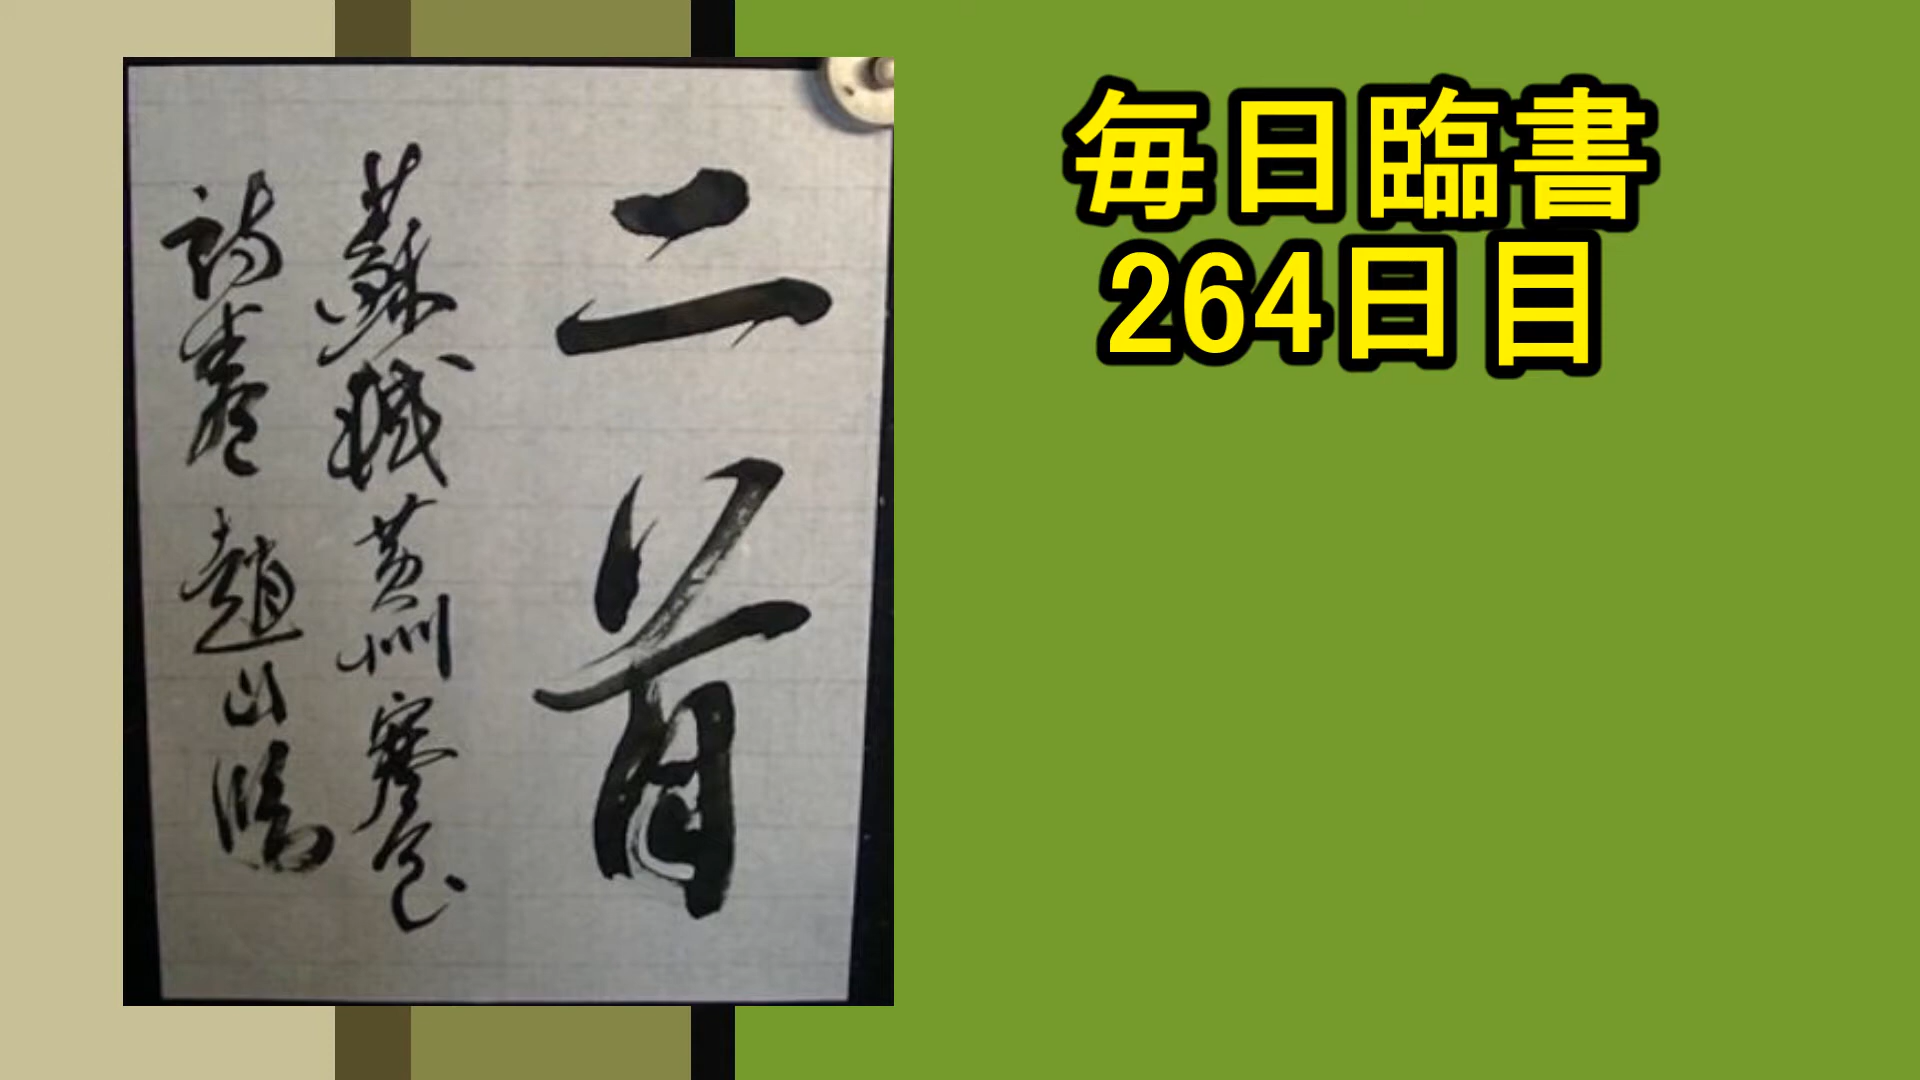 毎日臨書
264日目
二首
蘇軾黄州寒食
詩巻 趙山臨